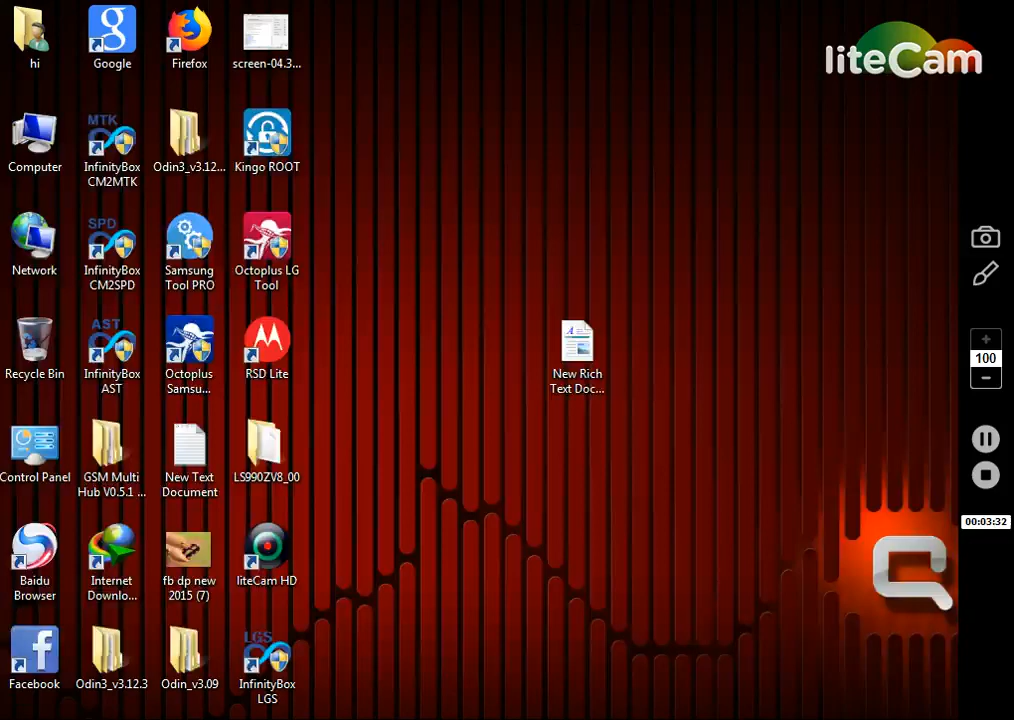 hi
Google
Firefox
screen-04.3...
liteCam
Computer
MTK
InfinityBox
CM2MTK
Odin3_v3.12...
Kingo ROOT
Network
SPD
InfinityBox
CM2SPD
Samsung
Tool PRO
Octoplus LG
Tool
Recycle Bin
AST
InfinityBox
AST
Octoplus
Samsu...
RSD Lite
New Rich
Text Doc...
+
100
-
Control Panel
GSM Multi
Hub V0.5.1 ...
New Text
Document
LS990ZV8_00
00:03:32
Baidu
Browser
Internet
Downlo...
fb dp new
2015 (7)
liteCam HD
Facebook
Odin3_v3.12.3
Odin_v3.09
LGS
InfinityBox
LGS